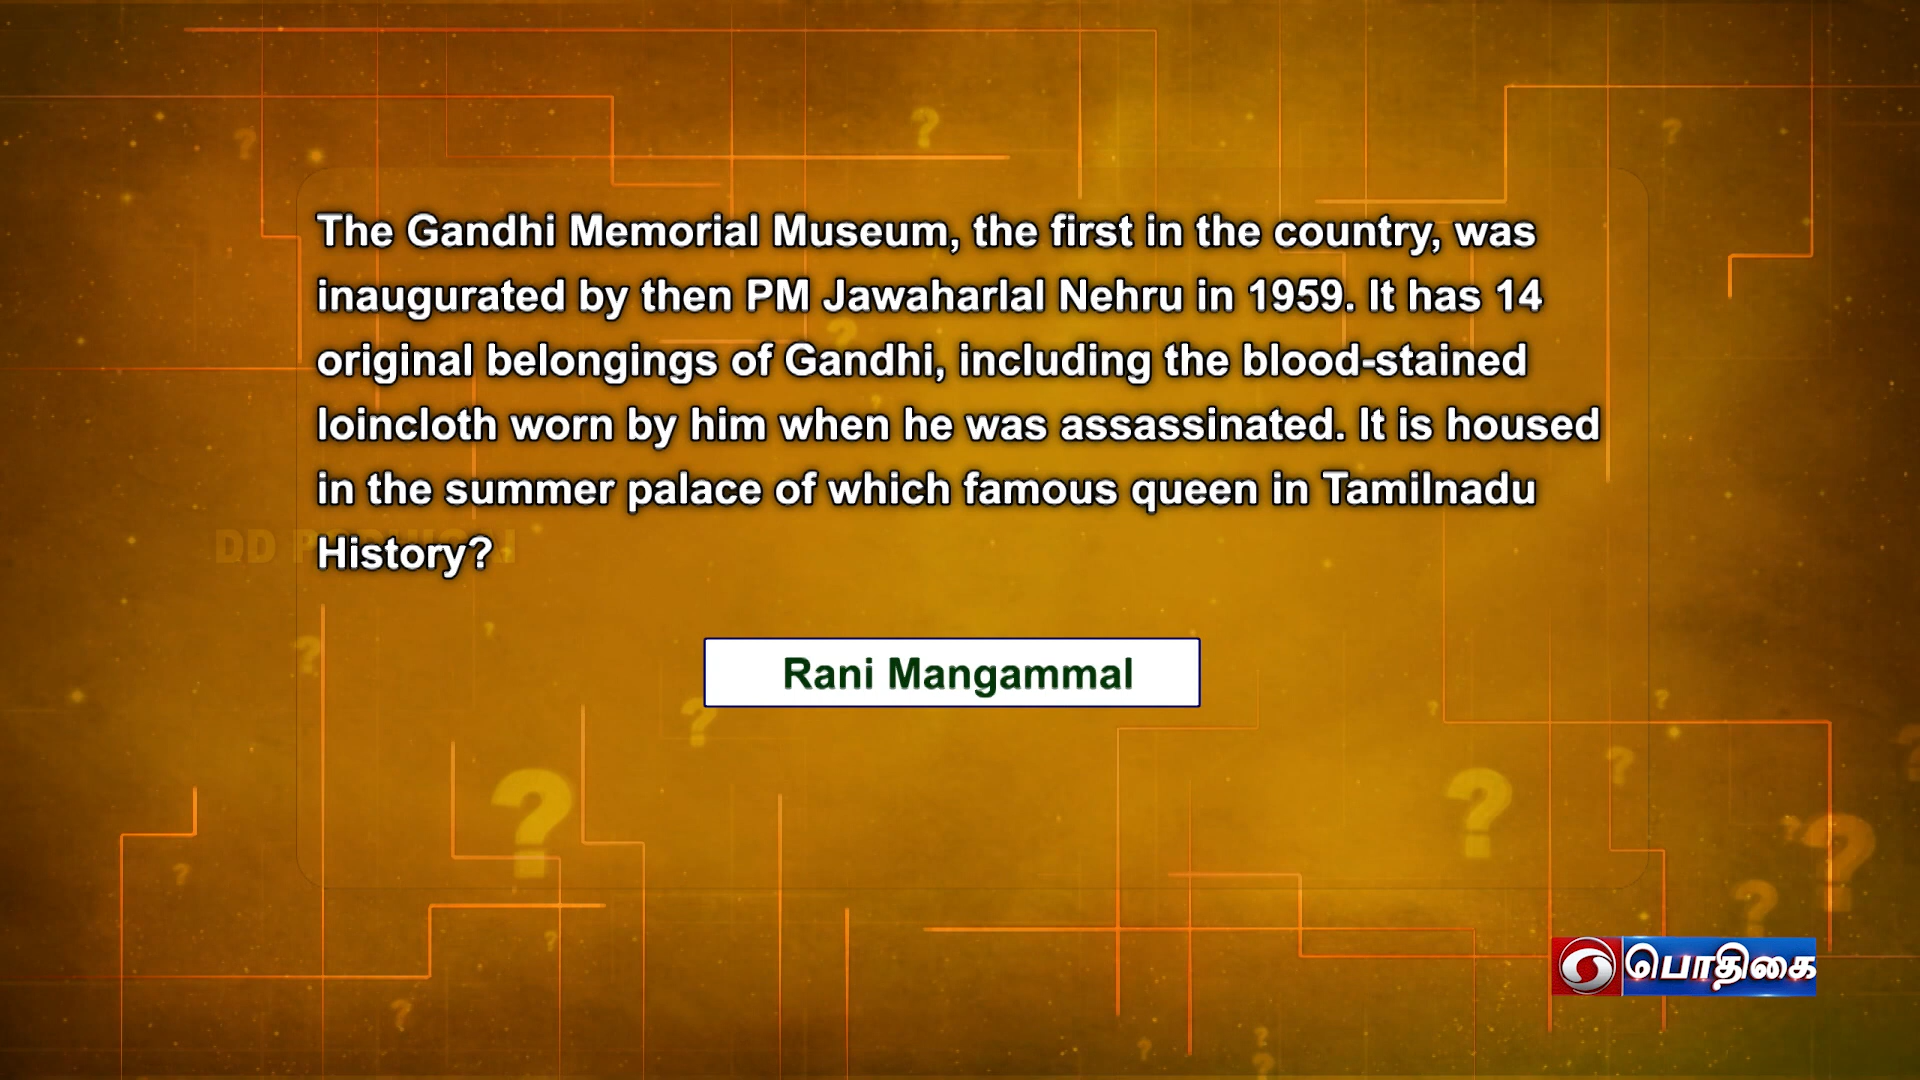 The Gandhi Memorial Museum, the first in the country, was
inaugurated by then PM Jawaharlal Nehru in 1959. It has 14
original belongings of Gandhi, including the blood-stained
loincloth worn by him when he was assassinated. It is housed
in the summer palace of which famous queen in Tamilnadu
DD PODHIGAI
History?
Rani Mangammal
பொதிகை